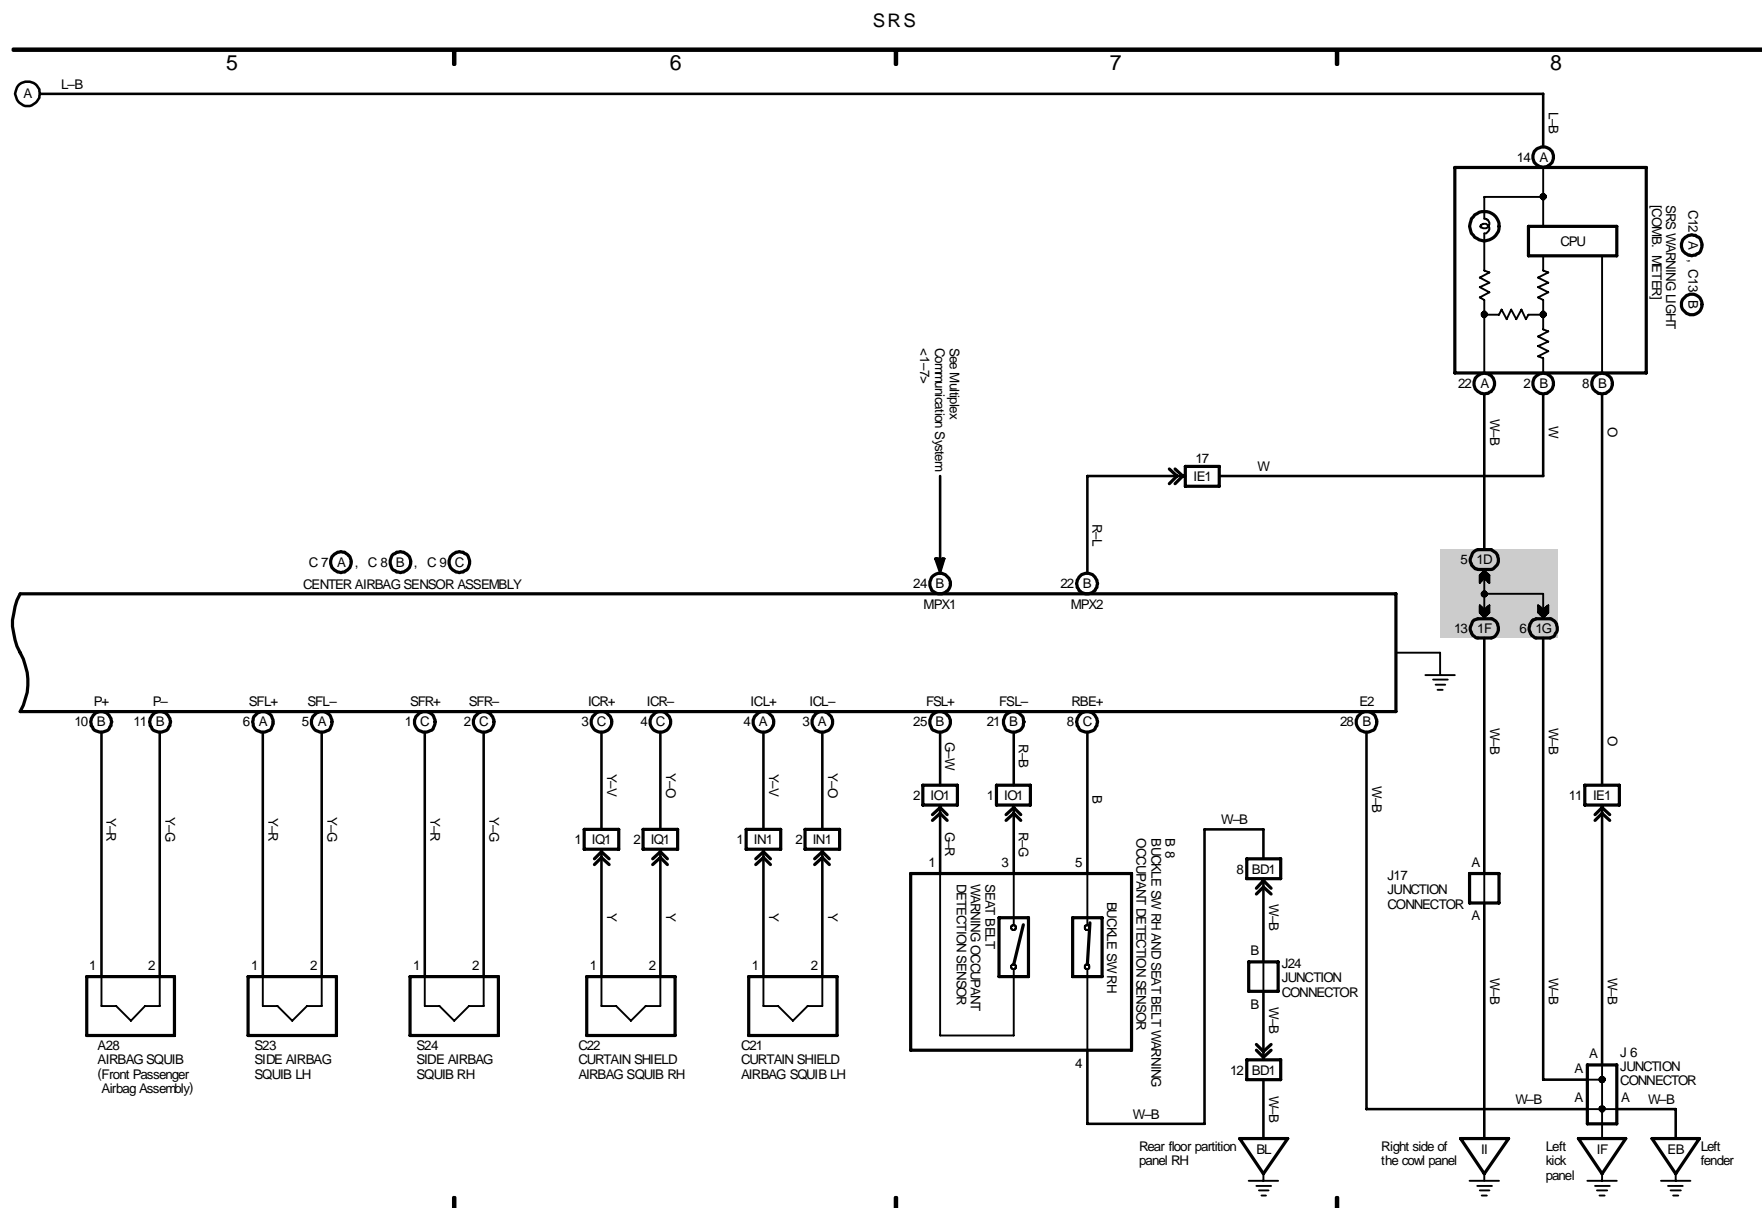 SRS
5 6 7 8
A L–B
L–B
14 A
C12 A , C13 B
SRS WARNING LIGHT
[COMB. METER]
CPU
22 A 2 B 8 B
W–B W O
See Multiplex
Communication System
<1–7>
17
IE1 W
R–L
5 1D
13 1F 6 1G
C 7 A , C 8 B , C 9 C
CENTER AIRBAG SENSOR ASSEMBLY
24 B 22 B
MPX1 MPX2
P+ P– SFL+ SFL– SFR+ SFR– ICR+ ICR– ICL+ ICL– FSL+ FSL– RBE+ E2
10 B 11 B 6 A 5 A 1 C 2 C 3 C 4 C 4 A 3 A 25 B 21 B 8 C 28 B
G–W R–B W–B W–B O
Y–V Y–O Y–V Y–O B W–B
2 IO1 1 IO1 11 IE1
Y–R Y–G Y–R Y–G Y–R Y–G
1 IQ1 2 IQ1 1 IN1 2 IN1
G–R R–G W–B
1 3 5
Y Y Y Y
B 8
BUCKLE SW RH AND SEAT BELT WARNING
OCCUPANT DETECTION SENSOR
SEAT BELT
WARNING OCCUPANT
DETECTION SENSOR
BUCKLE SW RH
8 BD1
W–B
B
J24
JUNCTION
CONNECTOR
B
W–B
12 BD1
W–B
A
J17
JUNCTION
CONNECTOR
A
W–B W–B W–B
1 2 1 2 1 2 1 2 1 2
A28
AIRBAG SQUIB
(Front Passenger
Airbag Assembly)
S23
SIDE AIRBAG
SQUIB LH
S24
SIDE AIRBAG
SQUIB RH
C22
CURTAIN SHIELD
AIRBAG SQUIB RH
C21
CURTAIN SHIELD
AIRBAG SQUIB LH
4
W–B
A J 6
A JUNCTION
CONNECTOR
W–B A A W–B
Rear floor partition
panel RH
BL
Right side of
the cowl panel
II
Left
kick
panel
IF
EB
Left
fender